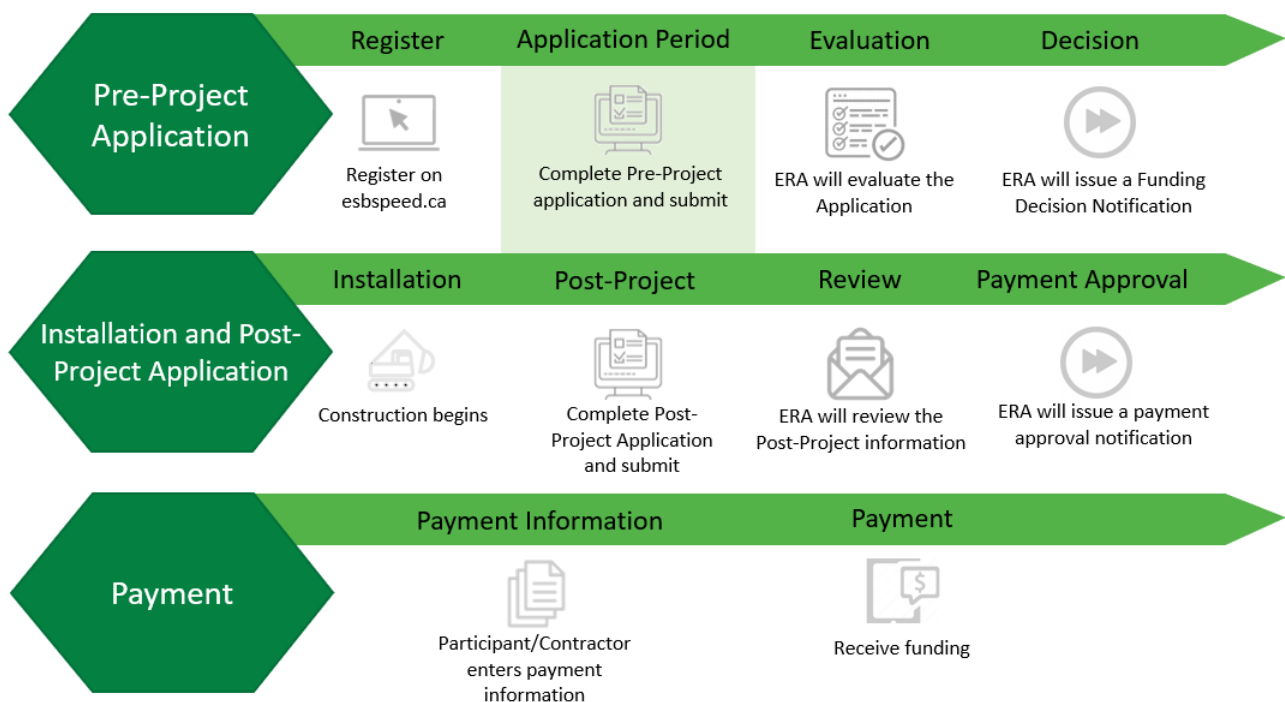 Pre-Project
Application
Register
Application Period
Evaluation
Decision
Register on
esbspeed.ca
Complete Pre-Project
application and submit
ERA will evaluate the
Application
ERA will issue a Funding
Decision Notification
Installation and Post-
Project Application
Installation
Post-Project
Review
Payment Approval
Construction begins
Complete Post-
Project Application
and submit
ERA will review the
Post-Project information
ERA will issue a payment
approval notification
Payment
Payment Information
Payment
$
Participant/Contractor
enters payment
information
Receive funding